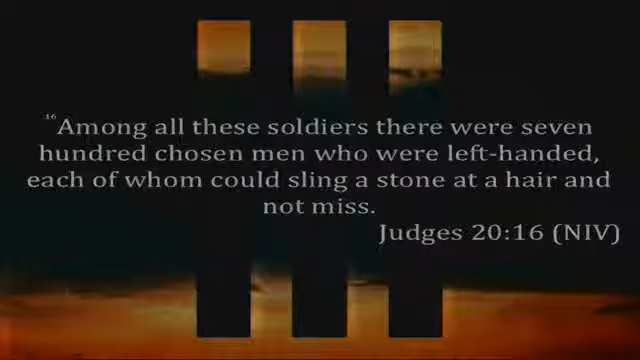 ¹⁶Among all these soldiers there were seven
hundred chosen men who were left-handed,
each of whom could sling a stone at a hair and
not miss.
Judges 20:16 (NIV)